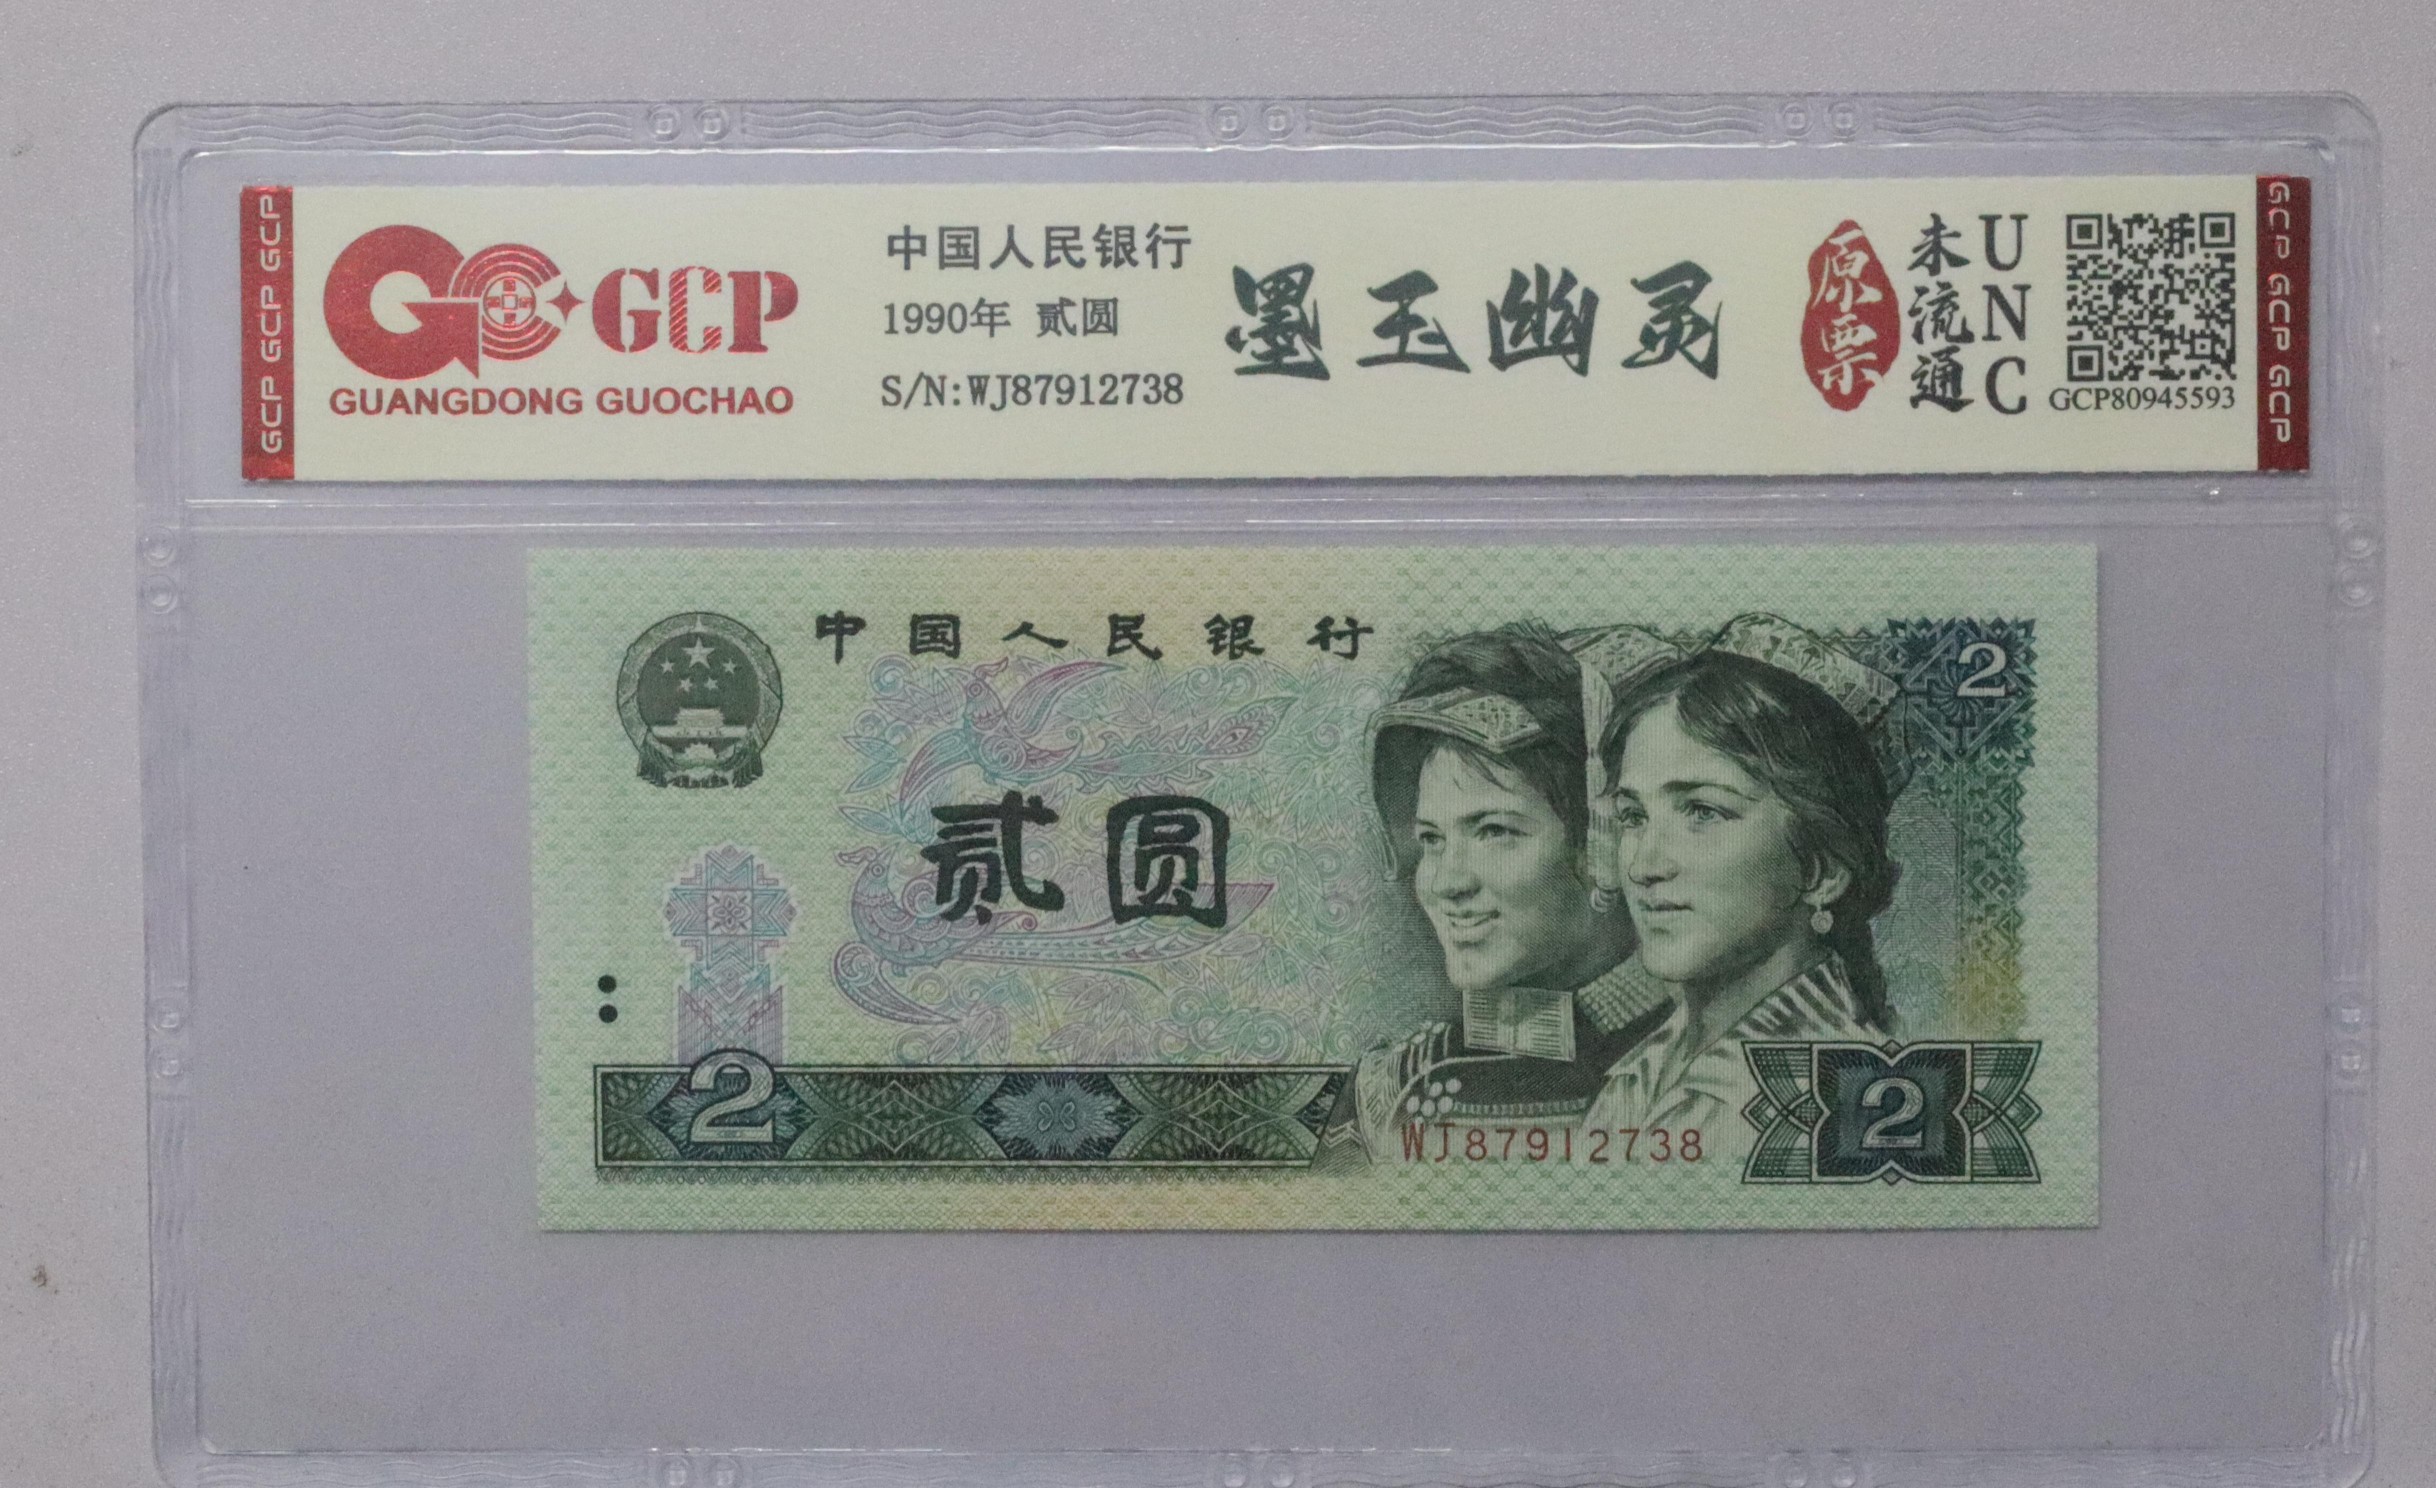 GCP GCP GCP
GCP
GUANGDONG GUOCHAO
中国人民银行
1990年 贰圆
S/N:WJ87912738
墨玉幽灵
原票
未流通
UNC
GCP80945593
GCP GCP GCP
中国人民银行
2
贰圆
2
WJ87912738
2